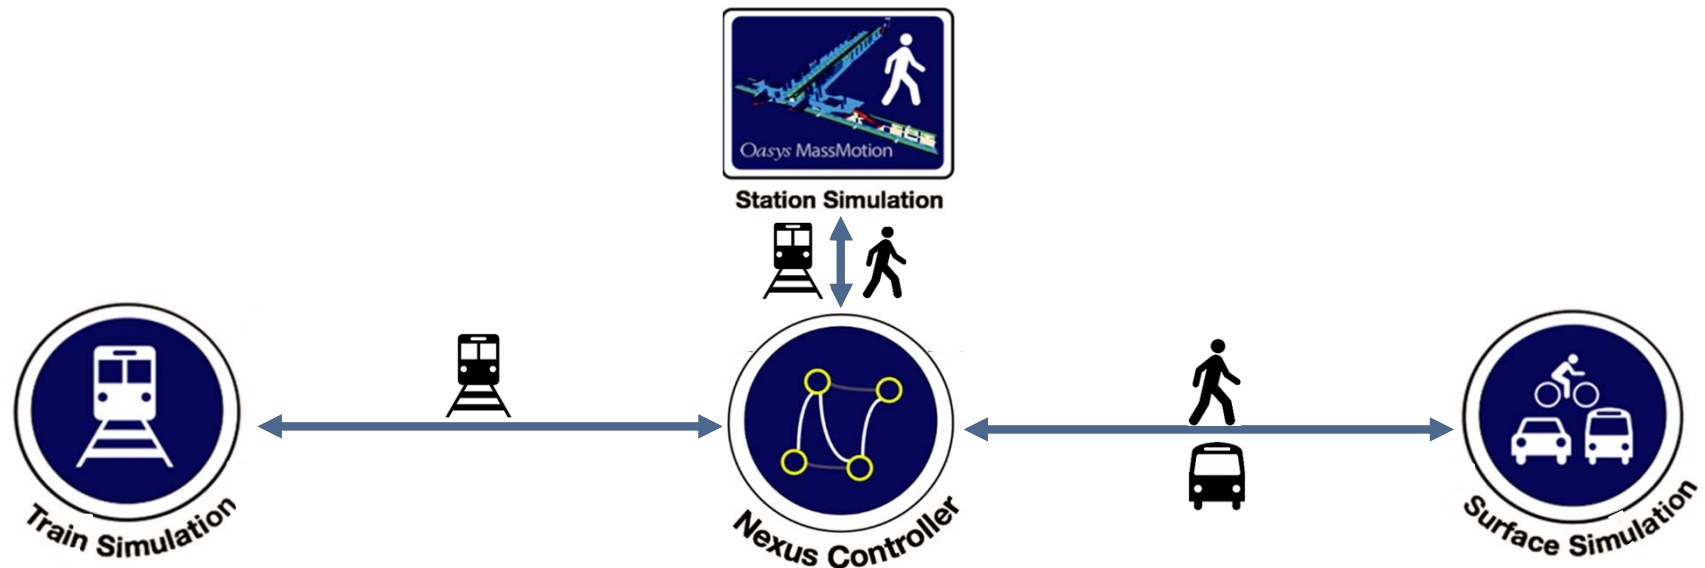 Oasys MassMotion
Station Simulation
Train Simulation
Nexus Controller
Surface Simulation